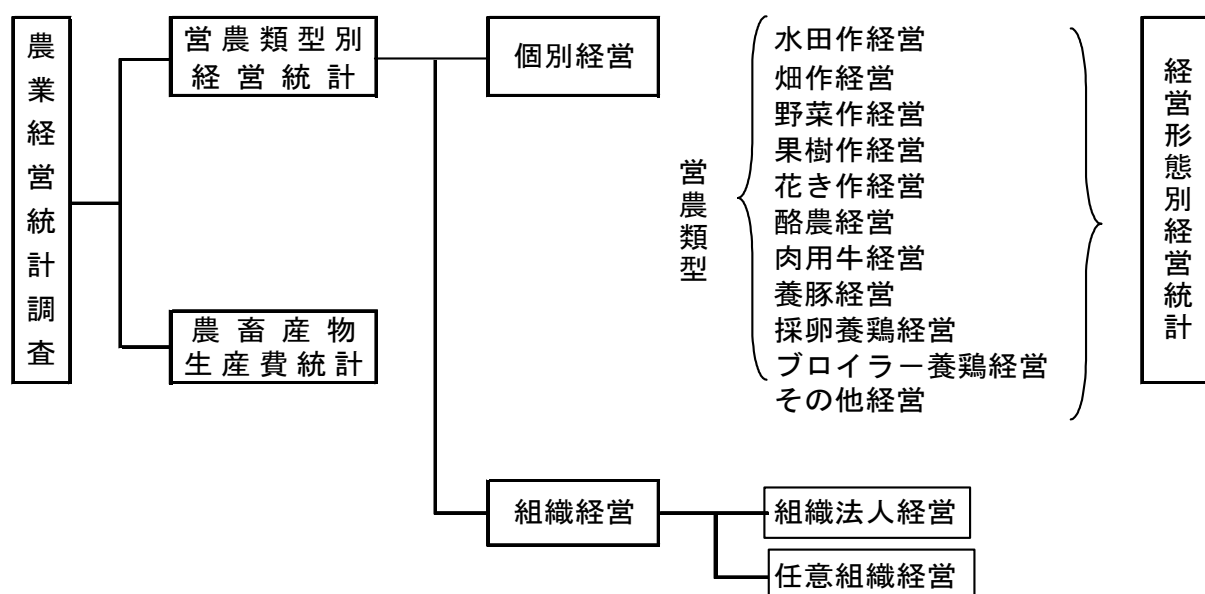 農業経営統計調査
営農類型別
経営統計
農畜産物
生産費統計
個別経営
組織経営
営農類型
水田作経営
畑作経営
野菜作経営
果樹作経営
花き作経営
酪農経営
肉用牛経営
養豚経営
採卵養鶏経営
ブロイラー養鶏経営
その他経営
組織法人経営
任意組織経営
経営形態別経営統計